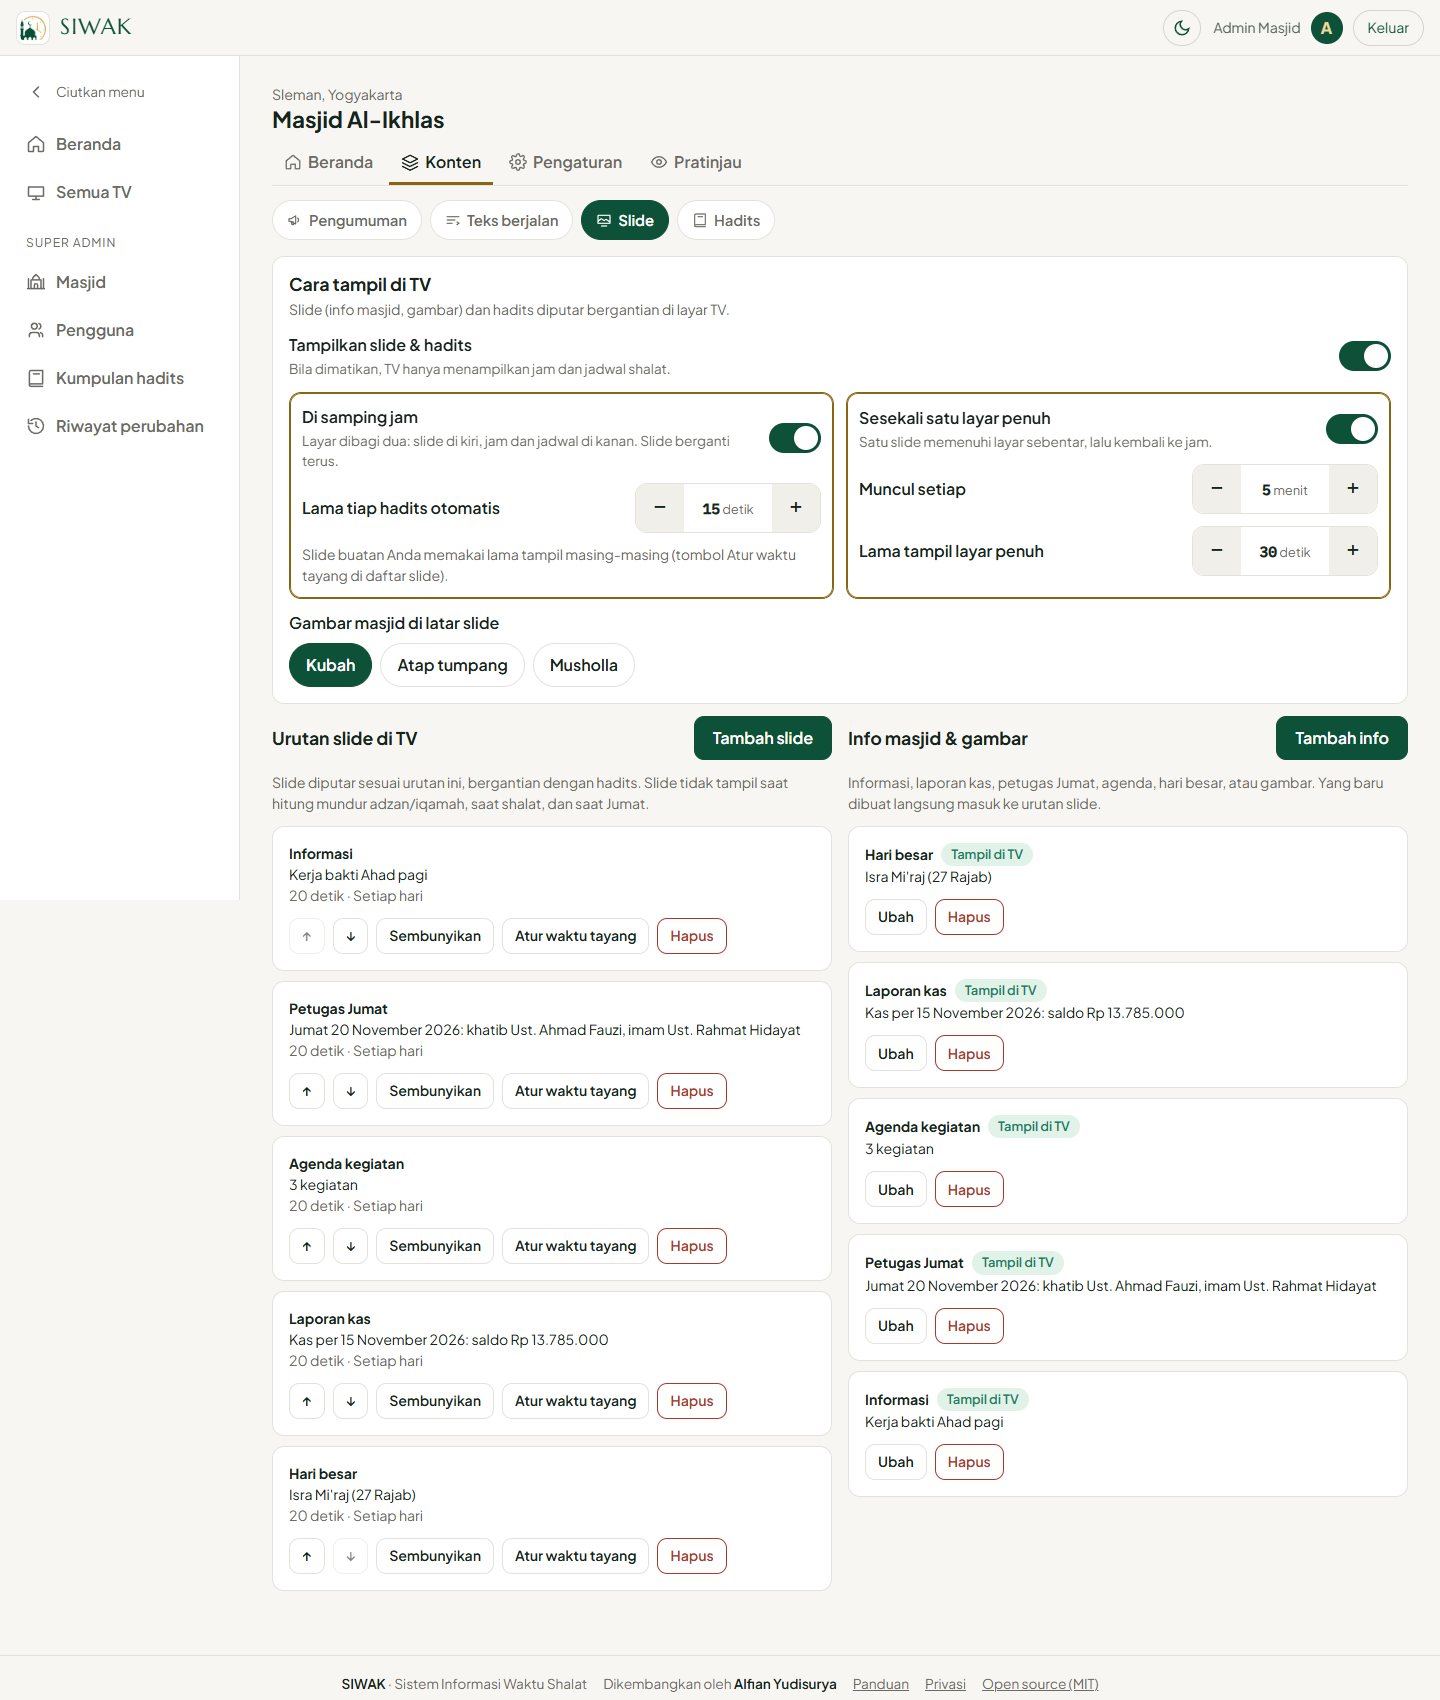 SIWAK
Admin Masjid
A
Keluar
Ciutkan menu
Beranda
Semua TV
SUPER ADMIN
Masjid
Pengguna
Kumpulan hadits
Riwayat perubahan
Sleman, Yogyakarta
Masjid Al-Ikhlas
Beranda
Konten
Pengaturan
Pratinjau
Pengumuman
Teks berjalan
Slide
Hadits
Cara tampil di TV
Slide (info masjid, gambar) dan hadits diputar bergantian di layar TV.
Tampilkan slide & hadits
Bila dimatikan, TV hanya menampilkan jam dan jadwal shalat.
Di samping jam
Layar dibagi dua: slide di kiri, jam dan jadwal di kanan. Slide berganti
terus.
Lama tiap hadits otomatis
− 15 detik +
Slide buatan Anda memakai lama tampil masing-masing (tombol Atur waktu
tayang di daftar slide).
Sesekali satu layar penuh
Satu slide memenuhi layar sebentar, lalu kembali ke jam.
Muncul setiap
− 5 menit +
Lama tampil layar penuh
− 30 detik +
Gambar masjid di latar slide
Kubah
Atap tumpang
Musholla
Urutan slide di TV
Tambah slide
Slide diputar sesuai urutan ini, bergantian dengan hadits. Slide tidak tampil saat
hitung mundur adzan/iqamah, saat shalat, dan saat Jumat.
Informasi
Kerja bakti Ahad pagi
20 detik · Setiap hari
↑ ↓ Sembunyikan Atur waktu tayang Hapus
Petugas Jumat
Jumat 20 November 2026: khatib Ust. Ahmad Fauzi, imam Ust. Rahmat Hidayat
20 detik · Setiap hari
↑ ↓ Sembunyikan Atur waktu tayang Hapus
Agenda kegiatan
3 kegiatan
20 detik · Setiap hari
↑ ↓ Sembunyikan Atur waktu tayang Hapus
Laporan kas
Kas per 15 November 2026: saldo Rp 13.785.000
20 detik · Setiap hari
↑ ↓ Sembunyikan Atur waktu tayang Hapus
Hari besar
Isra Mi'raj (27 Rajab)
20 detik · Setiap hari
↑ ↓ Sembunyikan Atur waktu tayang Hapus
Info masjid & gambar
Tambah info
Informasi, laporan kas, petugas Jumat, agenda, hari besar, atau gambar. Yang baru
dibuat langsung masuk ke urutan slide.
Hari besar Tampil di TV
Isra Mi'raj (27 Rajab)
Ubah Hapus
Laporan kas Tampil di TV
Kas per 15 November 2026: saldo Rp 13.785.000
Ubah Hapus
Agenda kegiatan Tampil di TV
3 kegiatan
Ubah Hapus
Petugas Jumat Tampil di TV
Jumat 20 November 2026: khatib Ust. Ahmad Fauzi, imam Ust. Rahmat Hidayat
Ubah Hapus
Informasi Tampil di TV
Kerja bakti Ahad pagi
Ubah Hapus
SIWAK · Sistem Informasi Waktu Shalat Dikembangkan oleh Alfian Yudisurya Panduan Privasi Open source (MIT)